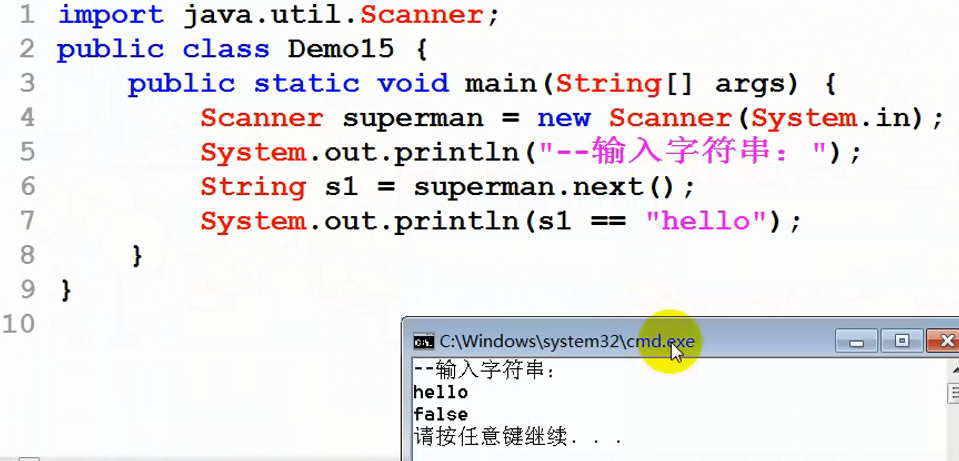 1 import java.util.Scanner;
2 public class Demo15 {
3     public static void main(String[] args) {
4         Scanner superman = new Scanner(System.in);
5         System.out.println("--输入字符串：");
6         String s1 = superman.next();
7         System.out.println(s1 == "hello");
8     }
9 }
10
C:\Windows\system32\cmd.exe
--输入字符串：
hello
false
请按任意键继续. . .